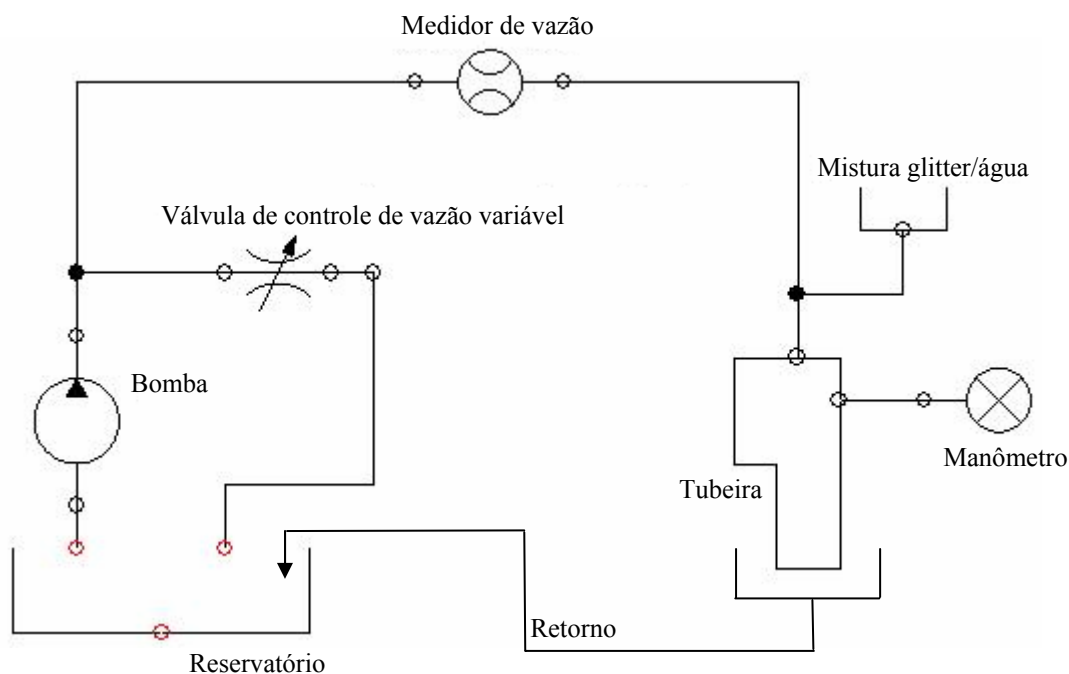 Medidor de vazão
Mistura glitter/água
Válvula de controle de vazão variável
Bomba
Manômetro
Tubeira
Retorno
Reservatório